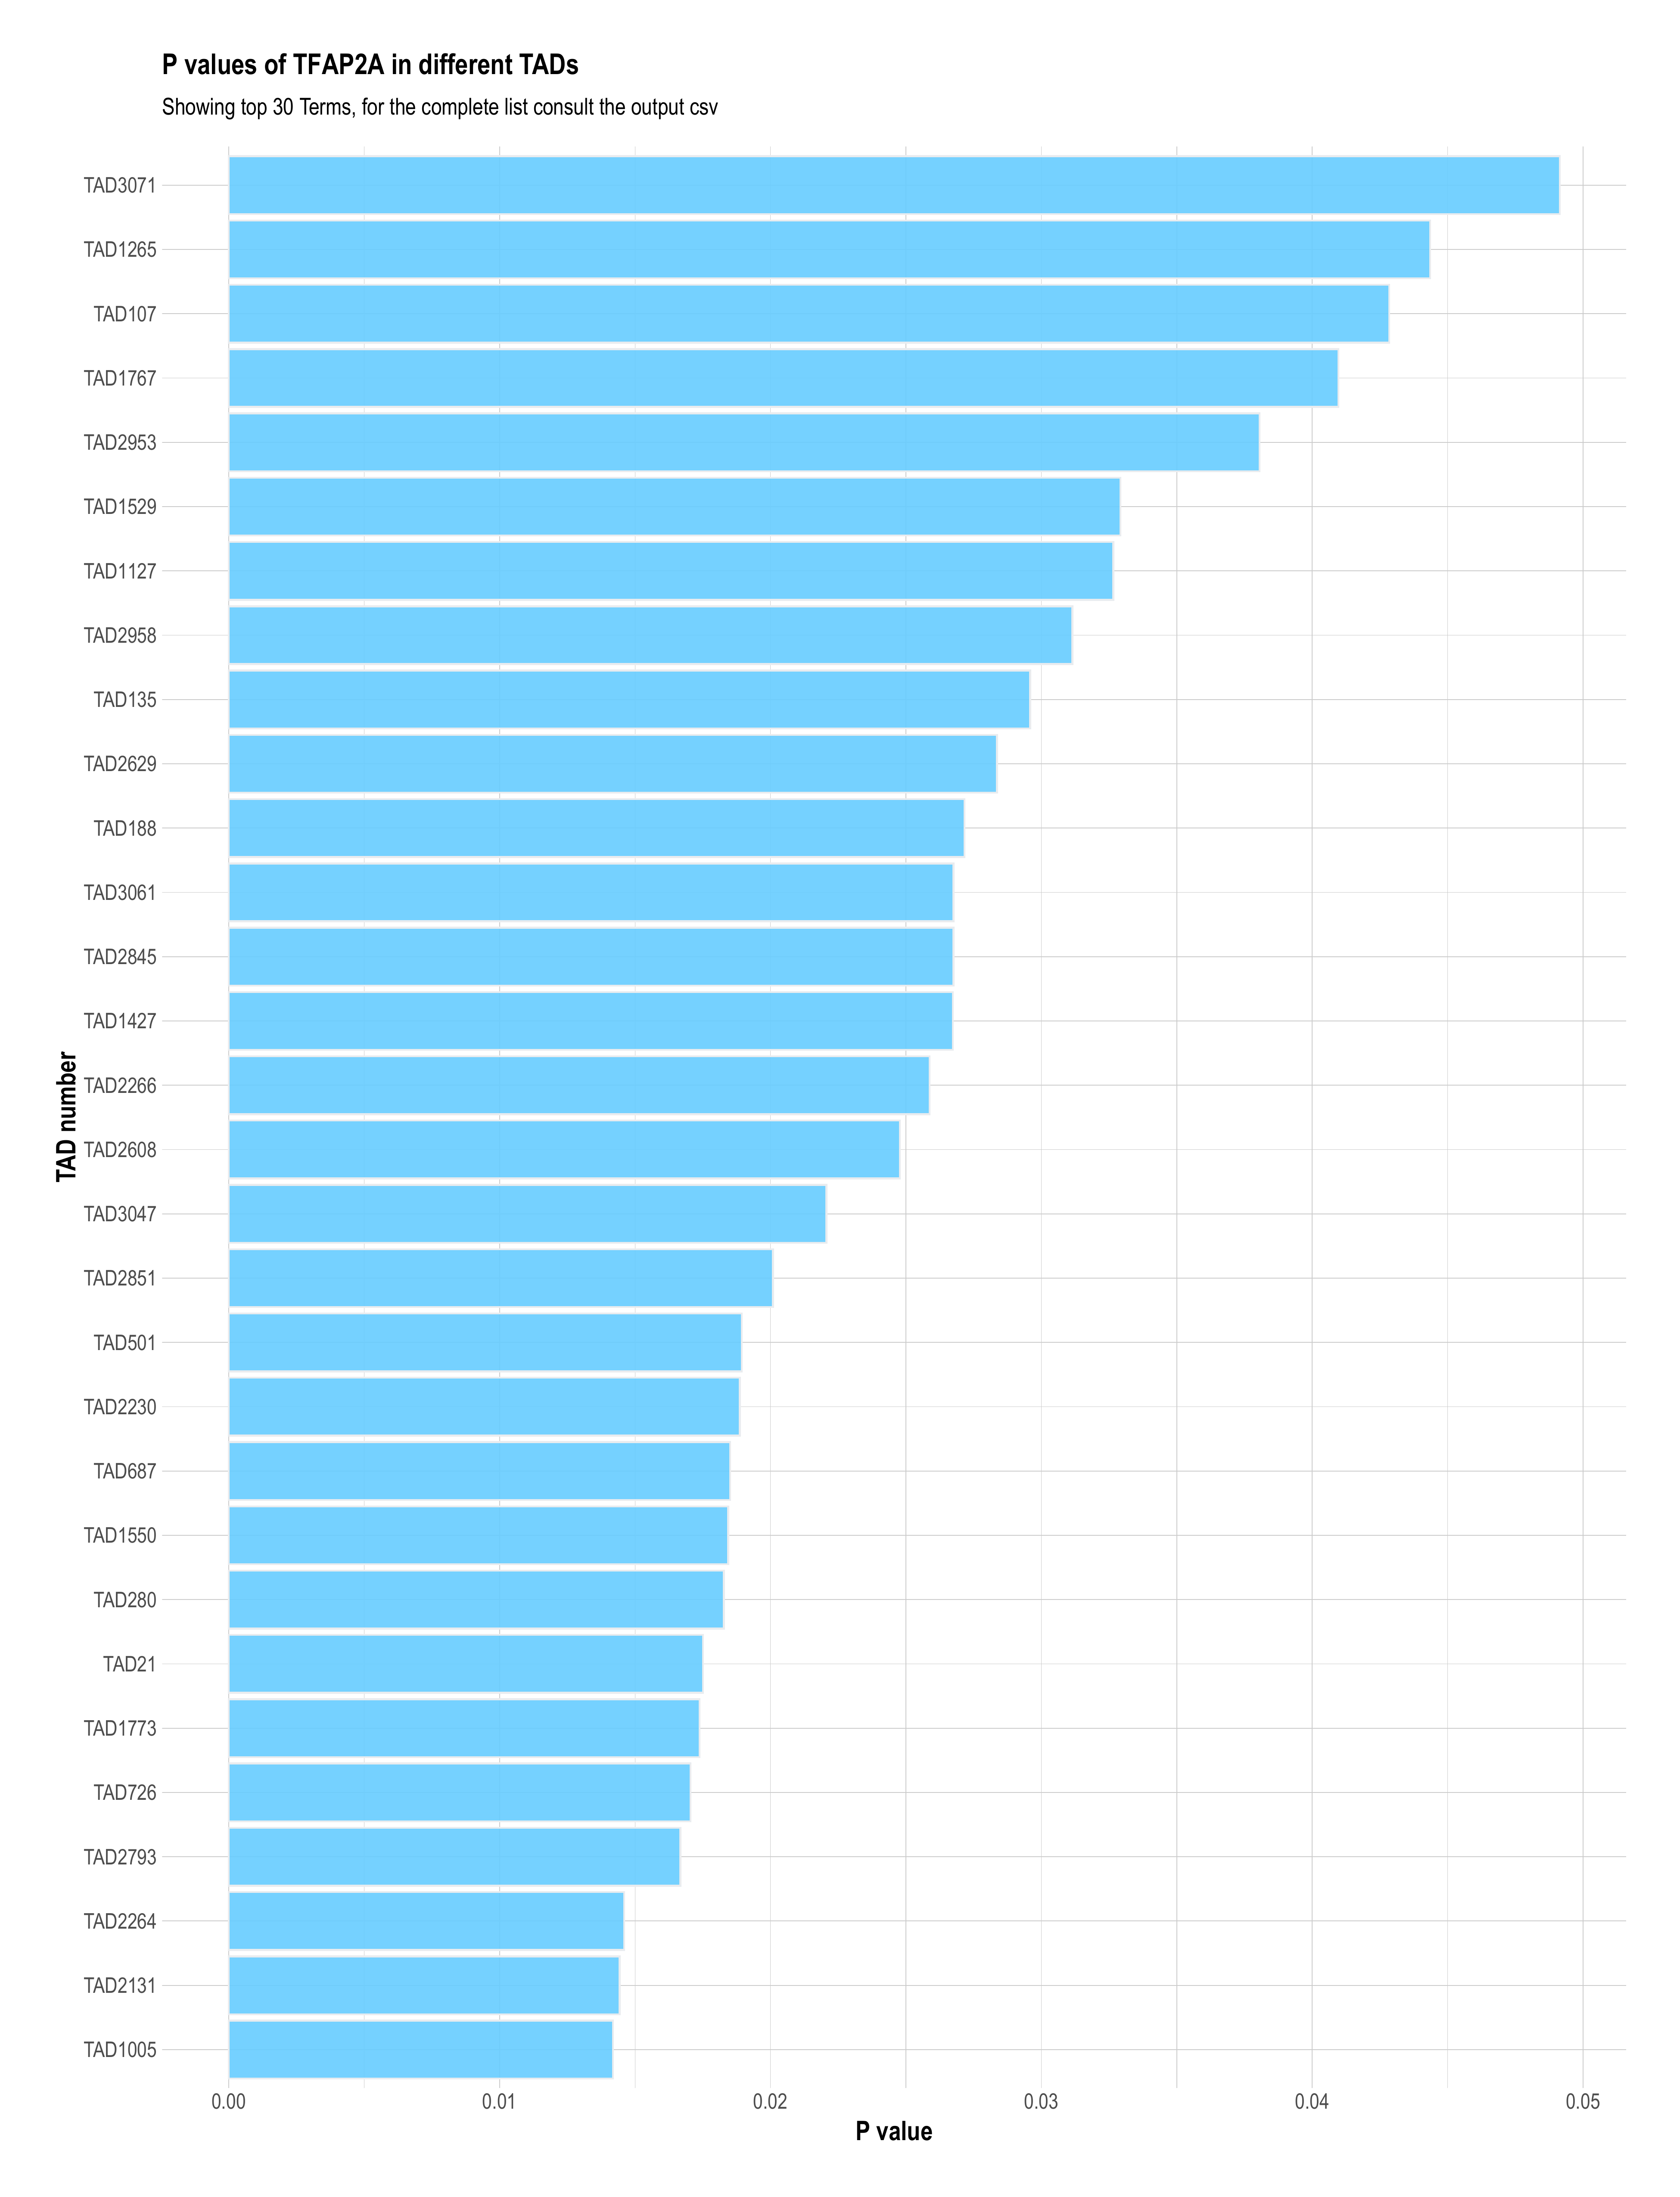 P values of TFAP2A in different TADs
Showing top 30 Terms, for the complete list consult the output csv
TAD number
TAD3071
TAD1265
TAD107
TAD1767
TAD2953
TAD1529
TAD1127
TAD2958
TAD135
TAD2629
TAD188
TAD3061
TAD2845
TAD1427
TAD2266
TAD2608
TAD3047
TAD2851
TAD501
TAD2230
TAD687
TAD1550
TAD280
TAD21
TAD1773
TAD726
TAD2793
TAD2264
TAD2131
TAD1005
0.00 0.01 0.02 0.03 0.04 0.05
P value